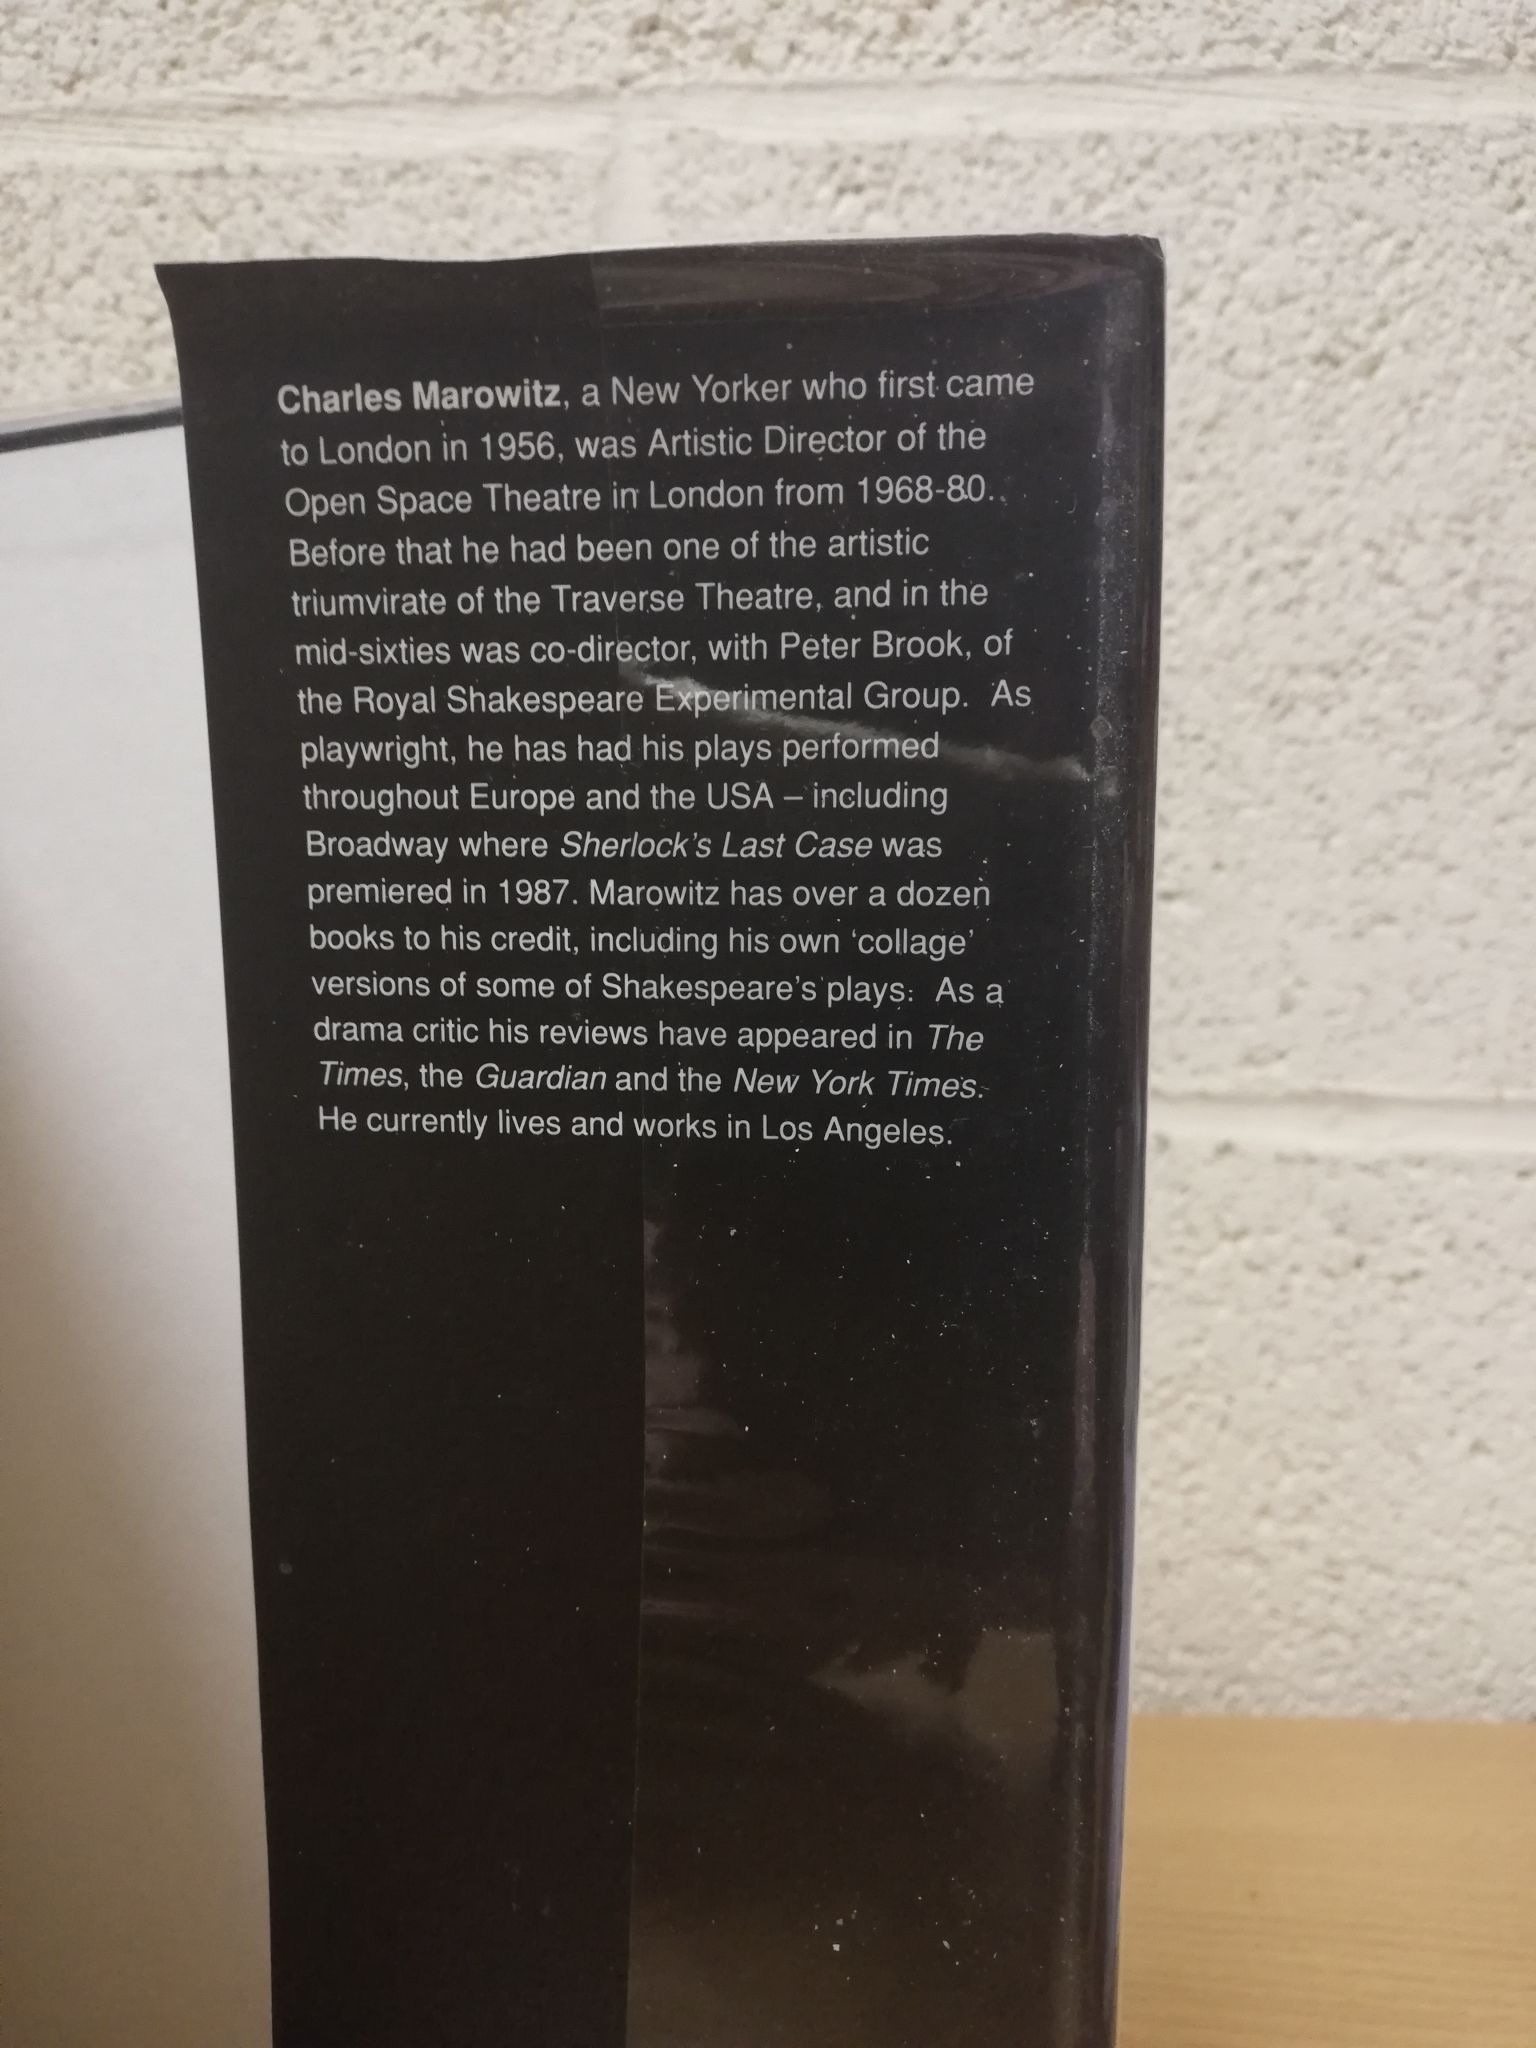 Charles Marowitz, a New Yorker who first came
to London in 1956, was Artistic Director of the
Open Space Theatre in London from 1968-80.
Before that he had been one of the artistic
triumvirate of the Traverse Theatre, and in the
mid-sixties was co-director, with Peter Brook, of
the Royal Shakespeare Experimental Group. As
playwright, he has had his plays performed
throughout Europe and the USA – including
Broadway where Sherlock's Last Case was
premiered in 1987. Marowitz has over a dozen
books to his credit, including his own ‘collage’
versions of some of Shakespeare's plays. As a
drama critic his reviews have appeared in The
Times, the Guardian and the New York Times.
He currently lives and works in Los Angeles.